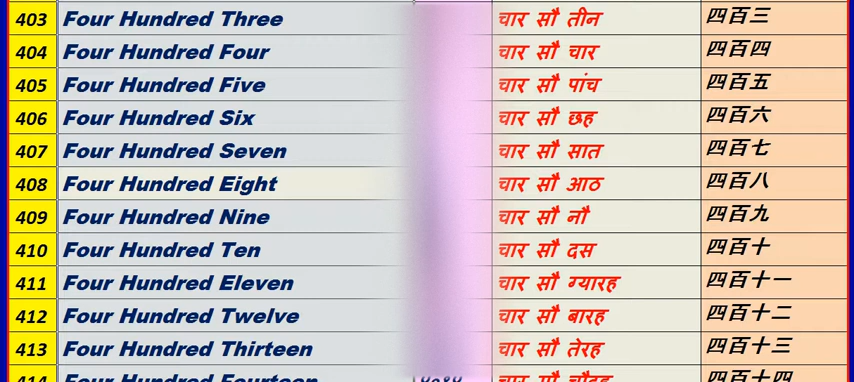 403 Four Hundred Three चार सौ तीन 四百三
404 Four Hundred Four चार सौ चार 四百四
405 Four Hundred Five चार सौ पांच 四百五
406 Four Hundred Six चार सौ छह 四百六
407 Four Hundred Seven चार सौ सात 四百七
408 Four Hundred Eight चार सौ आठ 四百八
409 Four Hundred Nine चार सौ नौ 四百九
410 Four Hundred Ten चार सौ दस 四百十
411 Four Hundred Eleven चार सौ ग्यारह 四百十一
412 Four Hundred Twelve चार सौ बारह 四百十二
413 Four Hundred Thirteen चार सौ तेरह 四百十三
414 Four Hundred Fourteen चार सौ चौदह 四百十四